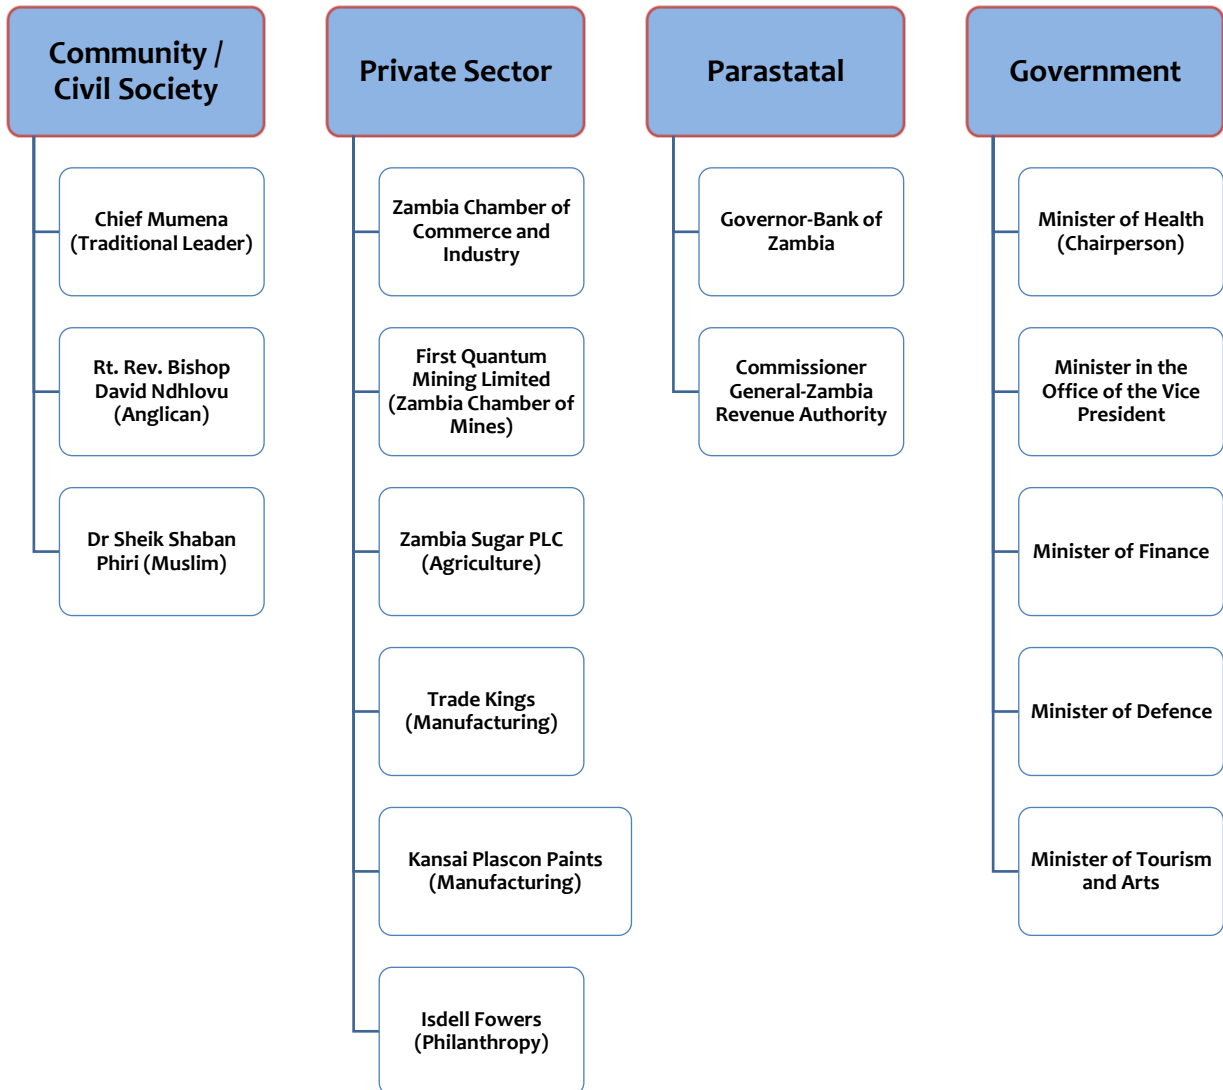 Community /
Civil Society
Chief Mumena
(Traditional Leader)
Rt. Rev. Bishop
David Ndhlovu
(Anglican)
Dr Sheik Shaban
Phiri (Muslim)
Private Sector
Zambia Chamber of
Commerce and
Industry
First Quantum
Mining Limited
(Zambia Chamber of
Mines)
Zambia Sugar PLC
(Agriculture)
Trade Kings
(Manufacturing)
Kansai Plascon Paints
(Manufacturing)
Isdell Fowers
(Philanthropy)
Parastatal
Governor-Bank of
Zambia
Commissioner
General-Zambia
Revenue Authority
Government
Minister of Health
(Chairperson)
Minister in the
Office of the Vice
President
Minister of Finance
Minister of Defence
Minister of Tourism
and Arts